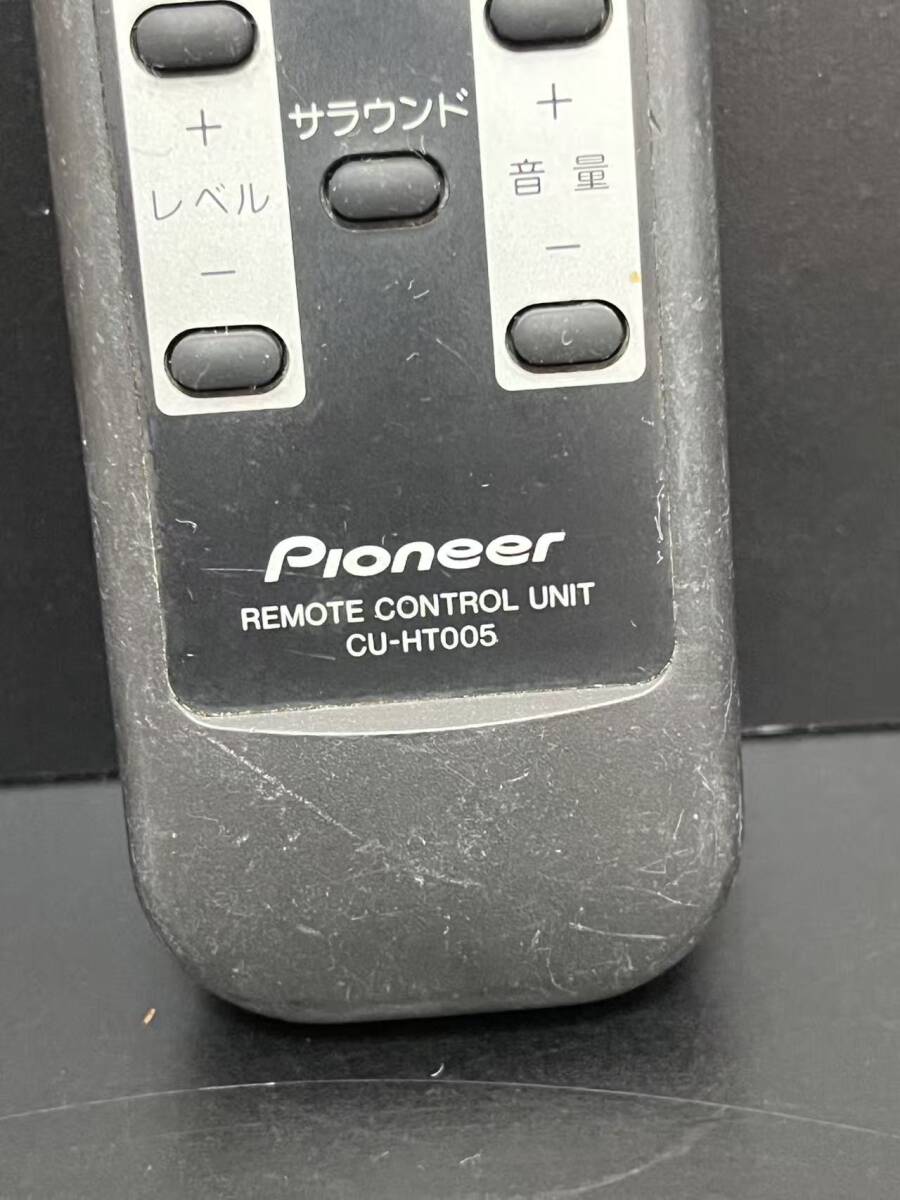 +
レベル
−
サラウンド
+
音量
−
Pioneer
REMOTE CONTROL UNIT
CU-HT005